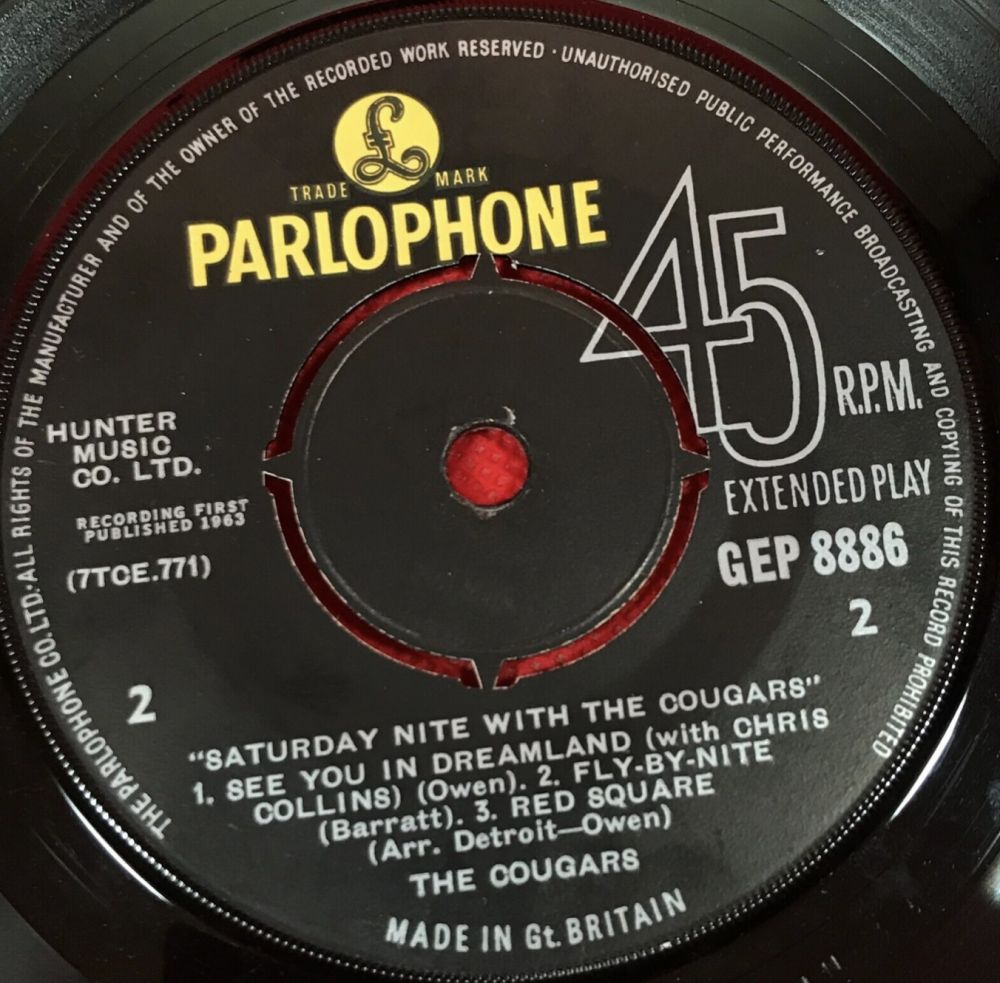 THE PARLOPHONE CO. LTD. · ALL RIGHTS OF THE MANUFACTURER AND OF THE OWNER OF THE RECORDED WORK RESERVED · UNAUTHORISED PUBLIC PERFORMANCE BROADCASTING AND COPYING OF THIS RECORD PROHIBITED
£
TRADE MARK
PARLOPHONE
45
R.P.M.
EXTENDED PLAY
GEP 8886
2
HUNTER
MUSIC
CO. LTD.
RECORDING FIRST
PUBLISHED 1963
(7TCE.771)
2
"SATURDAY NITE WITH THE COUGARS"
1. SEE YOU IN DREAMLAND (with CHRIS
COLLINS) (Owen). 2. FLY-BY-NITE
(Barratt). 3. RED SQUARE
(Arr. Detroit—Owen)
THE COUGARS
MADE IN Gt. BRITAIN